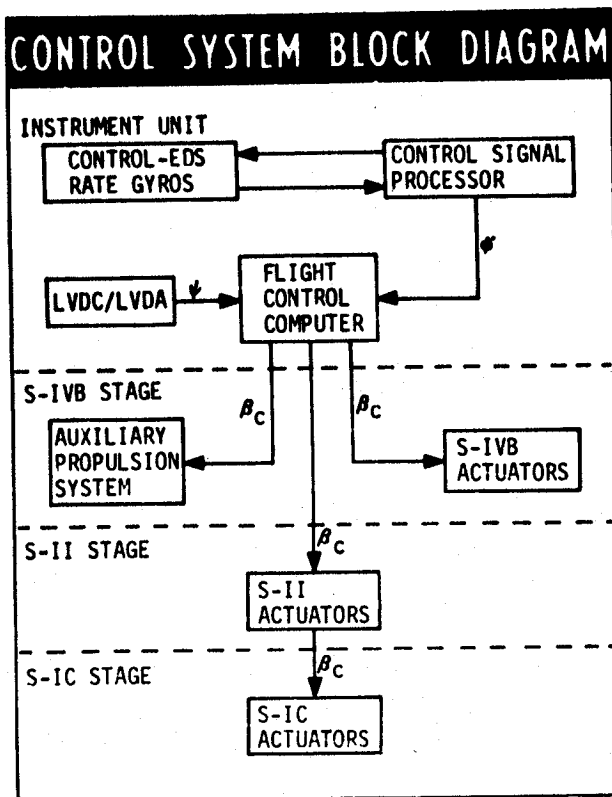 CONTROL SYSTEM BLOCK DIAGRAM
INSTRUMENT UNIT
CONTROL-EDS
RATE GYROS
CONTROL SIGNAL
PROCESSOR
ϕ
LVDC/LVDA
ψ
FLIGHT
CONTROL
COMPUTER
S-IVB STAGE
βC
βC
AUXILIARY
PROPULSION
SYSTEM
S-IVB
ACTUATORS
S-II STAGE
βC
S-II
ACTUATORS
S-IC STAGE
βC
S-IC
ACTUATORS